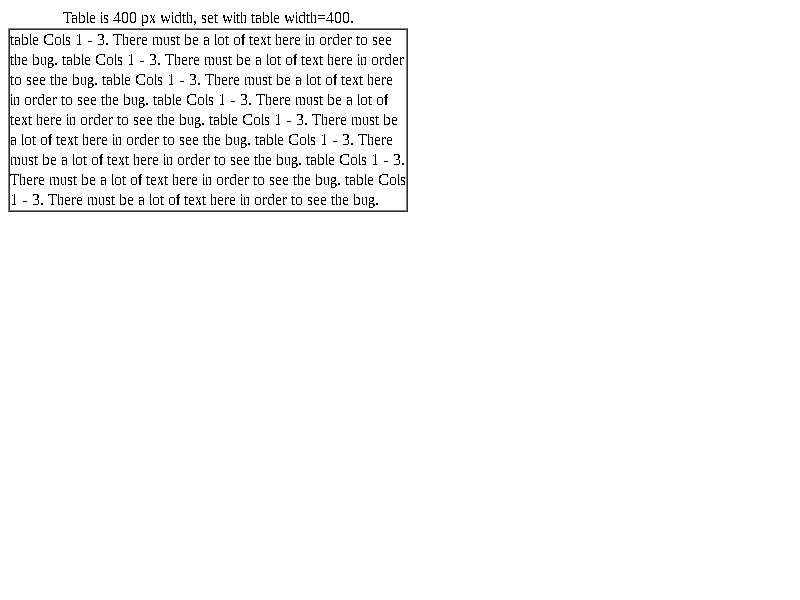 Table is 400 px width, set with table width=400.
table Cols 1 - 3. There must be a lot of text here in order to see
the bug. table Cols 1 - 3. There must be a lot of text here in order
to see the bug. table Cols 1 - 3. There must be a lot of text here
in order to see the bug. table Cols 1 - 3. There must be a lot of
text here in order to see the bug. table Cols 1 - 3. There must be
a lot of text here in order to see the bug. table Cols 1 - 3. There
must be a lot of text here in order to see the bug. table Cols 1 - 3.
There must be a lot of text here in order to see the bug. table Cols
1 - 3. There must be a lot of text here in order to see the bug.